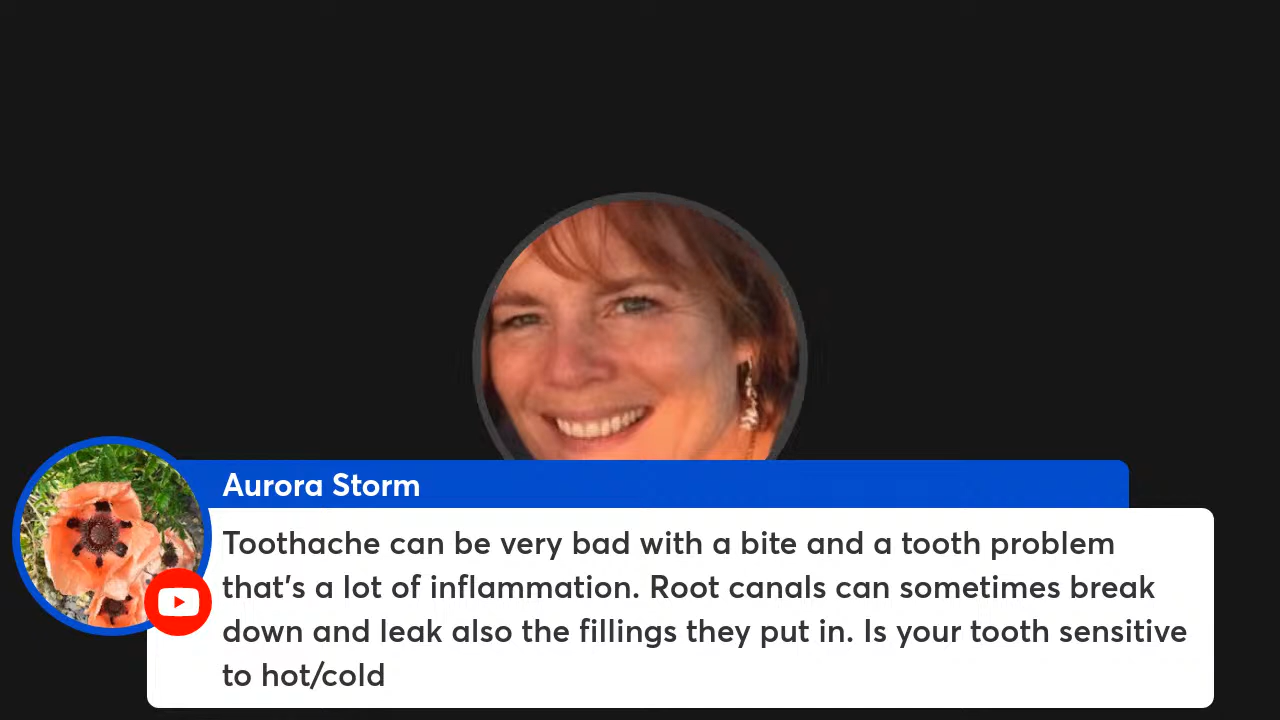 Aurora Storm
Toothache can be very bad with a bite and a tooth problem
that's a lot of inflammation. Root canals can sometimes break
down and leak also the fillings they put in. Is your tooth sensitive
to hot/cold